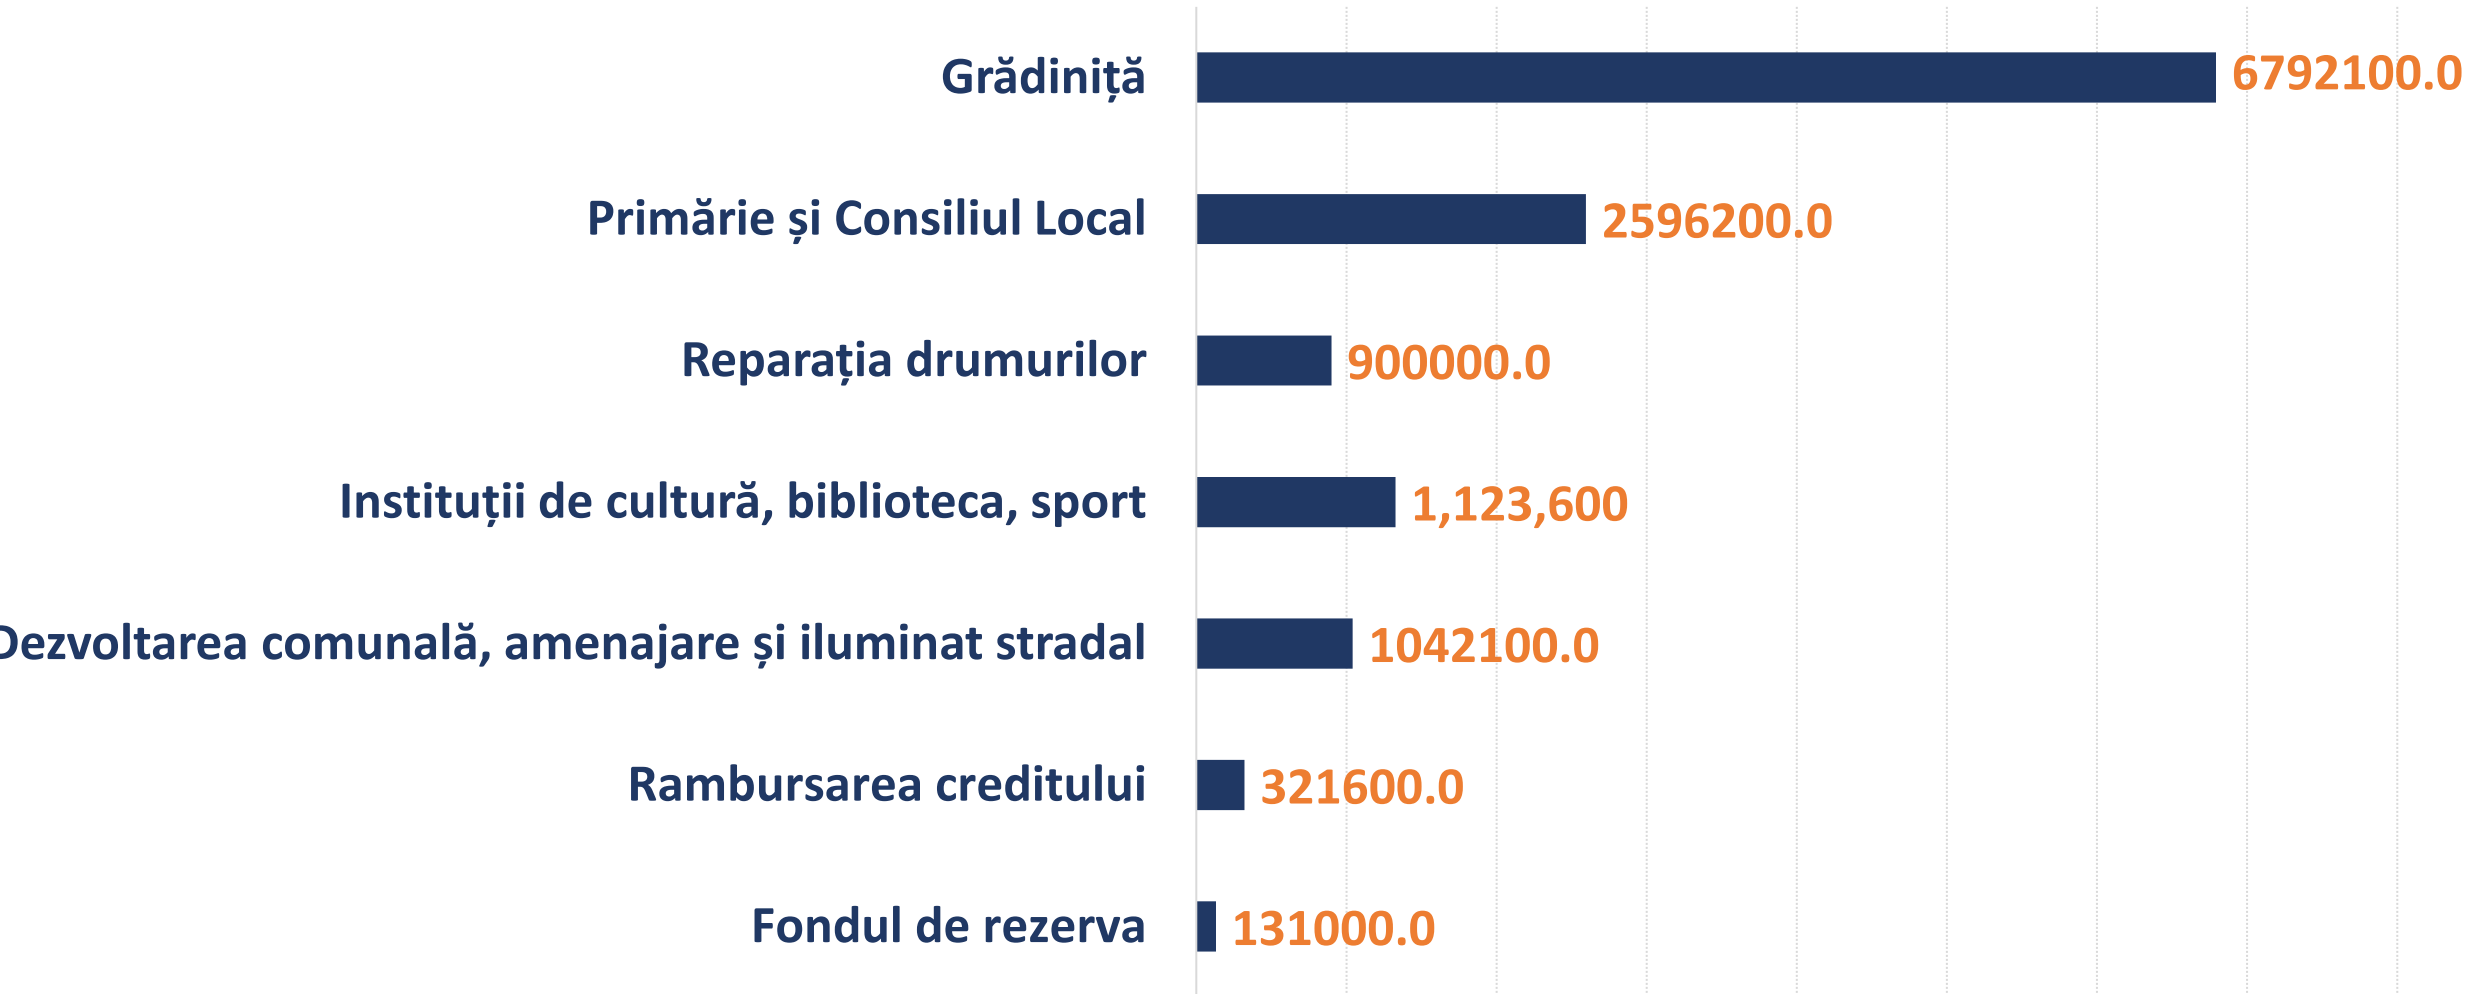 Grădiniță 6792100.0
Primărie și Consiliul Local 2596200.0
Reparația drumurilor 900000.0
Instituții de cultură, biblioteca, sport 1,123,600
Dezvoltarea comunală, amenajare și iluminat stradal 1042100.0
Rambursarea creditului 321600.0
Fondul de rezerva 131000.0